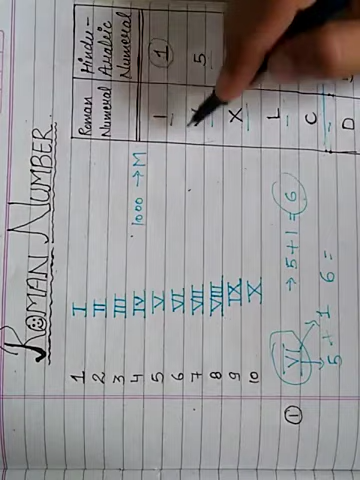 ROMAN NUMBER
1 I
2 II
3 III
4 IV
5 V
6 VI
7 VII
8 VIII
9 IX
10 X
1000 → M
Roman Numeral
Hindu-Arabic Numeral
I 1
5
X
L
C
D
① VI → 5+1 = 6
5 + 1 6 =